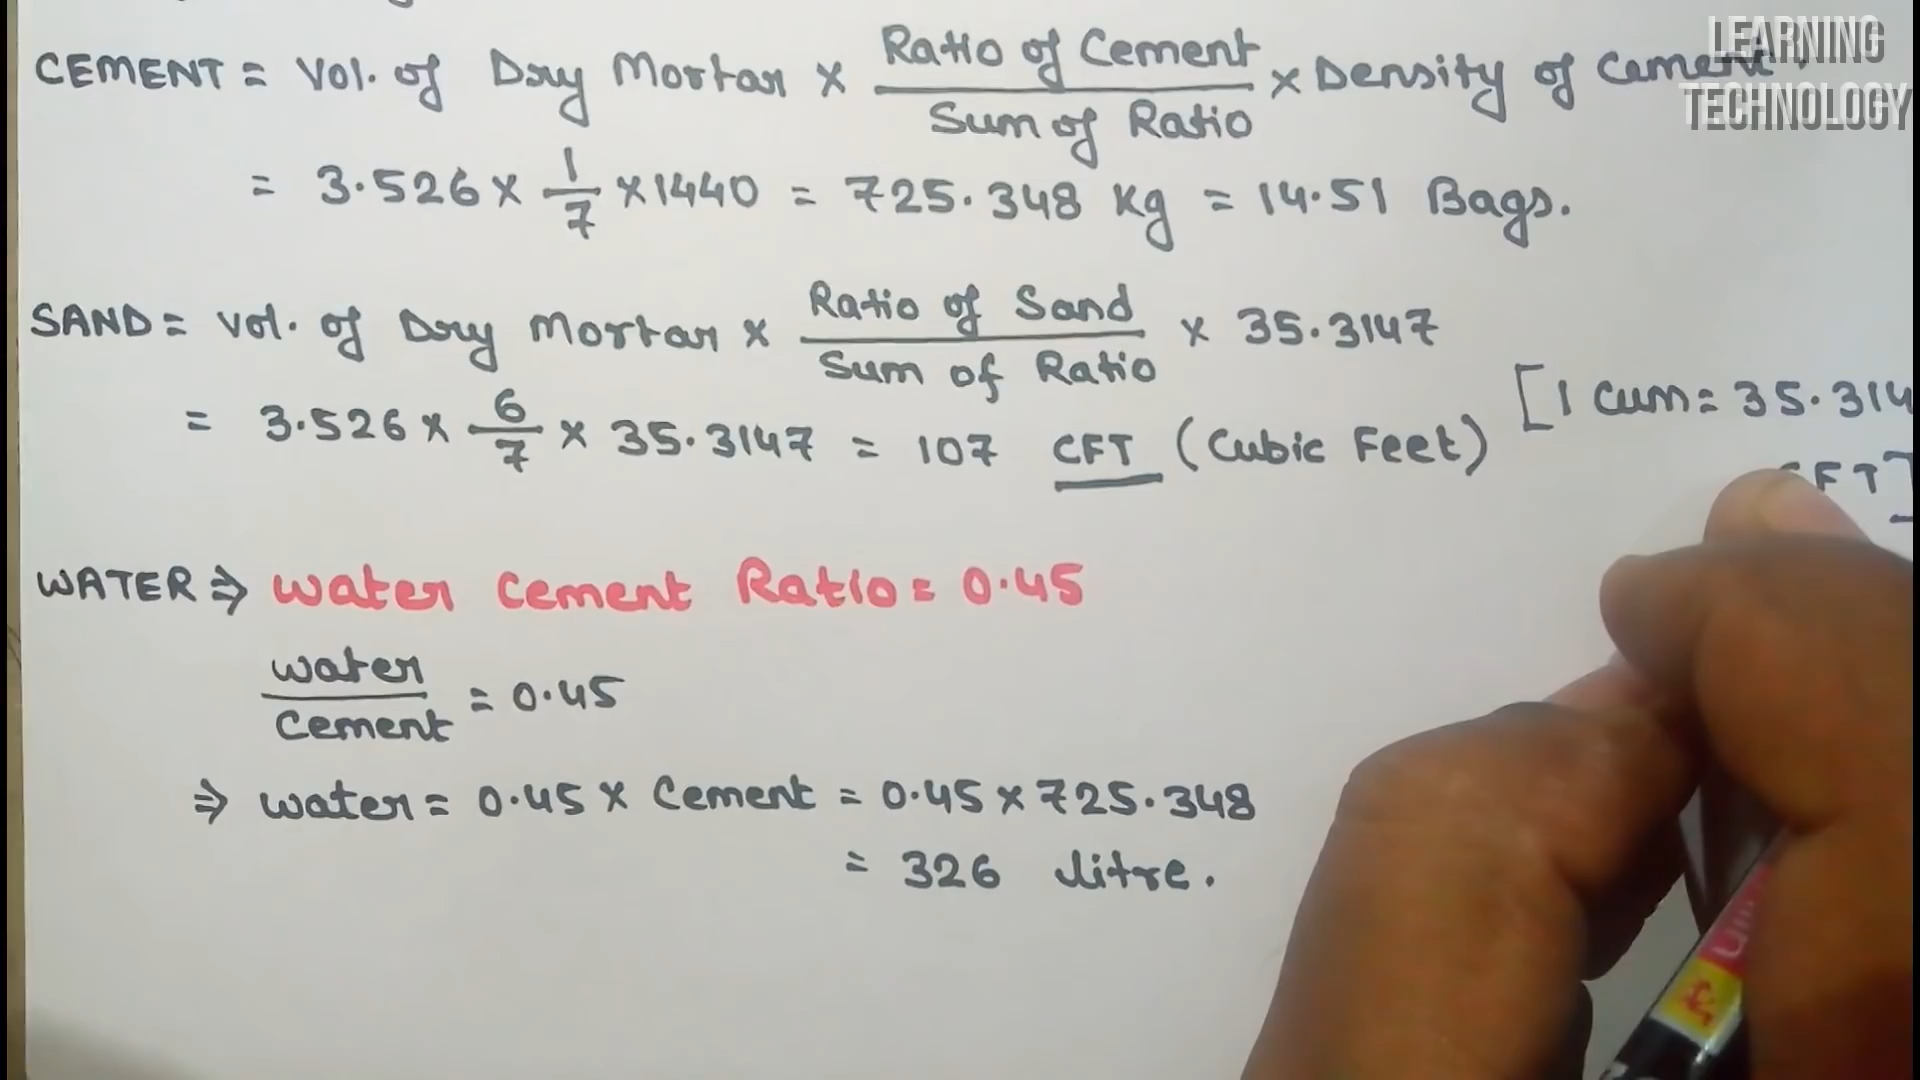 LEARNING
TECHNOLOGY
CEMENT = Vol. of Dry Mortar × Ratio of Cement / Sum of Ratio × Density of Cement.
= 3.526 × 1/7 × 1440 = 725.348 Kg = 14.51 Bags.
SAND = Vol. of Dry Mortar × Ratio of Sand / Sum of Ratio × 35.3147
= 3.526 × 6/7 × 35.3147 = 107 CFT (Cubic Feet) [1 Cum = 35.314
CFT]
WATER ⇒ Water Cement Ratio = 0.45
Water / Cement = 0.45
⇒ Water = 0.45 × Cement = 0.45 × 725.348
= 326 litre.